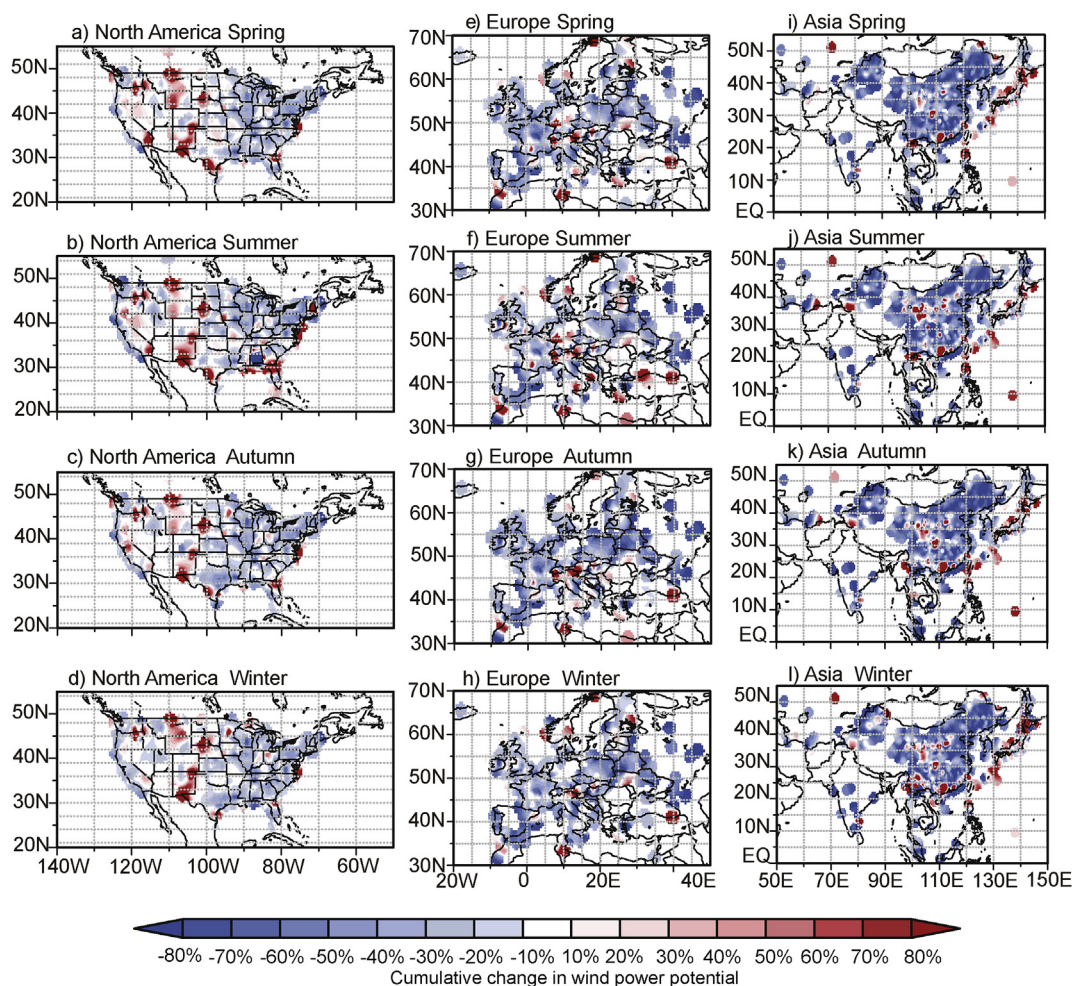 a) North America Spring
50N
40N
30N
20N
b) North America Summer
50N
40N
30N
20N
c) North America Autumn
50N
40N
30N
20N
d) North America Winter
50N
40N
30N
20N
140W 120W 100W 80W 60W
e) Europe Spring
70N
60N
50N
40N
30N
f) Europe Summer
70N
60N
50N
40N
30N
g) Europe Autumn
70N
60N
50N
40N
30N
h) Europe Winter
70N
60N
50N
40N
30N
20W 0 20E 40E
i) Asia Spring
50N
40N
30N
20N
10N
EQ
j) Asia Summer
50N
40N
30N
20N
10N
EQ
k) Asia Autumn
50N
40N
30N
20N
10N
EQ
l) Asia Winter
50N
40N
30N
20N
10N
EQ
50E 70E 90E 110E 130E 150E
-80% -70% -60% -50% -40% -30% -20% -10% 10% 20% 30% 40% 50% 60% 70% 80%
Cumulative change in wind power potential